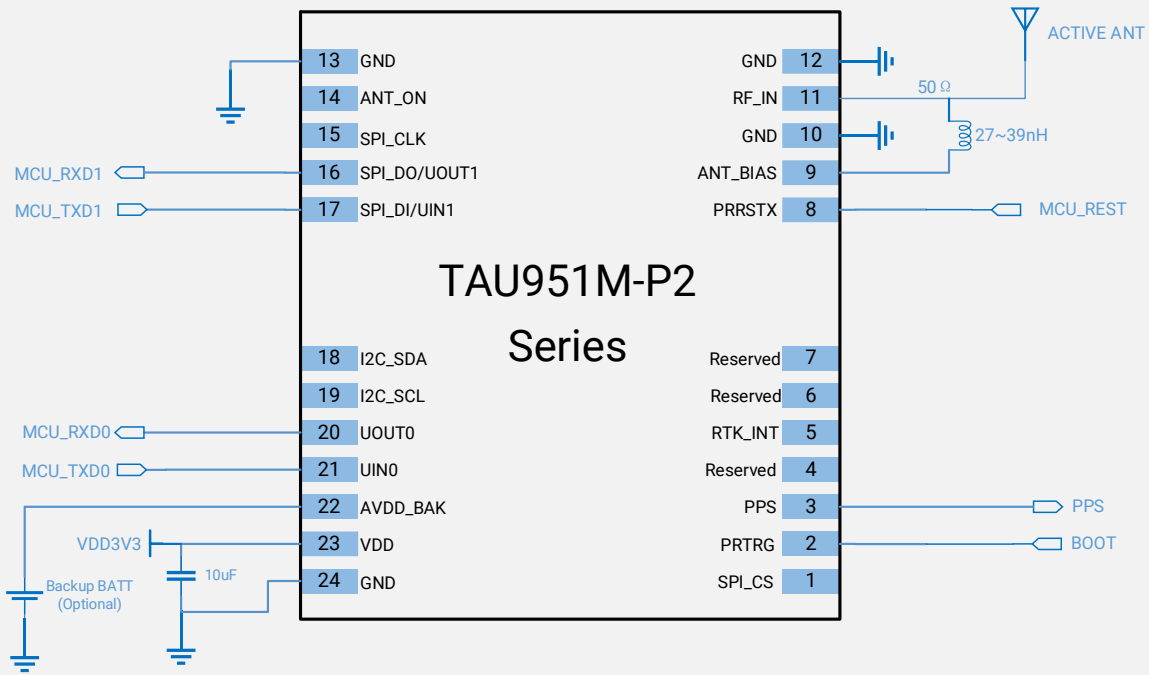 ACTIVE ANT
13 GND
GND 12
14 ANT_ON
RF_IN 11
50 Ω
15 SPI_CLK
GND 10
27~39nH
MCU_RXD1
16 SPI_DO/UOUT1
ANT_BIAS 9
MCU_TXD1
17 SPI_DI/UIN1
PRRSTX 8
MCU_REST
TAU951M-P2
Series
18 I2C_SDA
Reserved 7
19 I2C_SCL
Reserved 6
MCU_RXD0
20 UOUT0
RTK_INT 5
MCU_TXD0
21 UIN0
Reserved 4
22 AVDD_BAK
PPS 3
PPS
VDD3V3
23 VDD
PRTRG 2
BOOT
10uF
24 GND
SPI_CS 1
Backup BATT
(Optional)